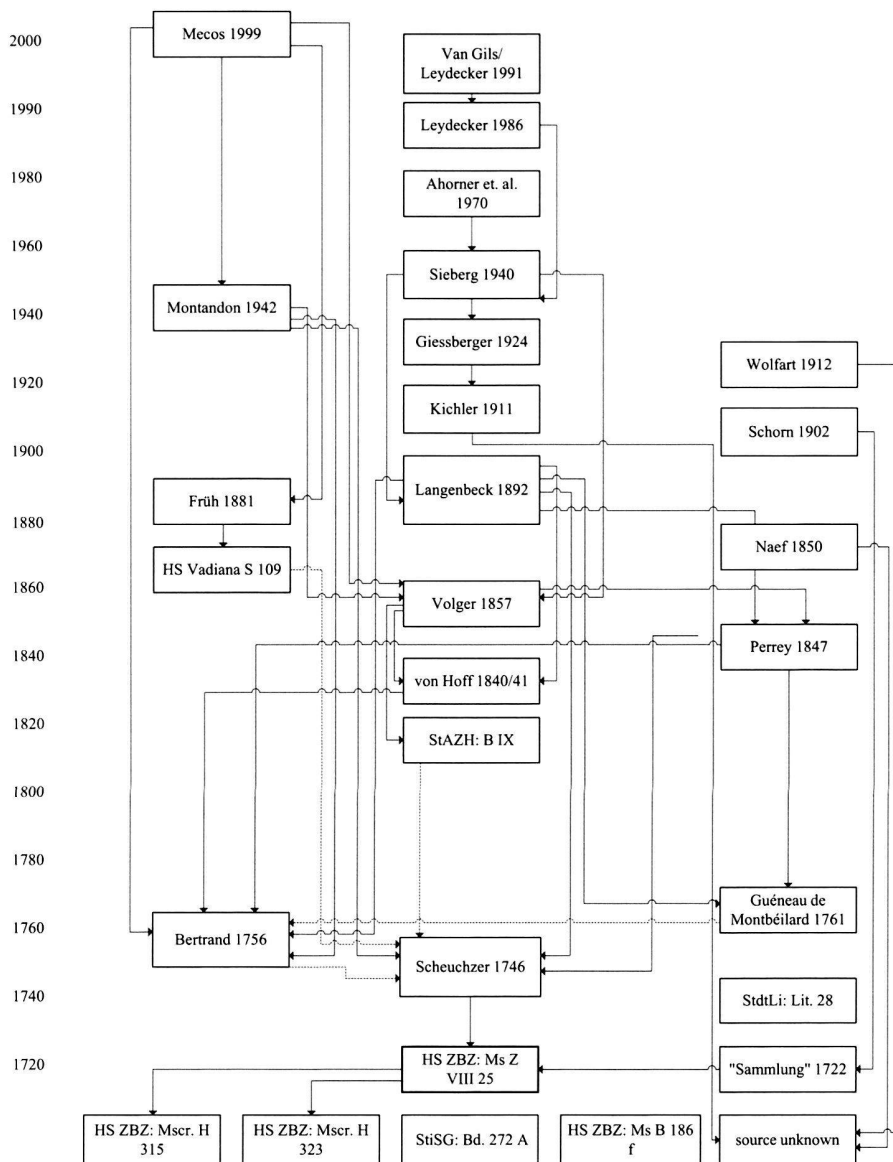 2000
Mecos 1999
Van Gils/
Leydecker 1991
1990
Leydecker 1986
1980
Ahorner et. al.
1970
1960
Sieberg 1940
1940
Montandon 1942
Giessberger 1924
Wolfart 1912
1920
Kichler 1911
Schorn 1902
1900
Langenbeck 1892
Früh 1881
1880
Naef 1850
HS Vadiana S 109
1860
Volger 1857
Perrey 1847
1840
von Hoff 1840/41
1820
StAZH: B IX
1800
1780
Guéneau de
Montbéilard 1761
1760
Bertrand 1756
Scheuchzer 1746
1740
StdtLi: Lit. 28
1720
HS ZBZ: Ms Z
VIII 25
"Sammlung" 1722
HS ZBZ: Mscr. H
315
HS ZBZ: Mscr. H
323
StiSG: Bd. 272 A
HS ZBZ: Ms B 186
f
source unknown